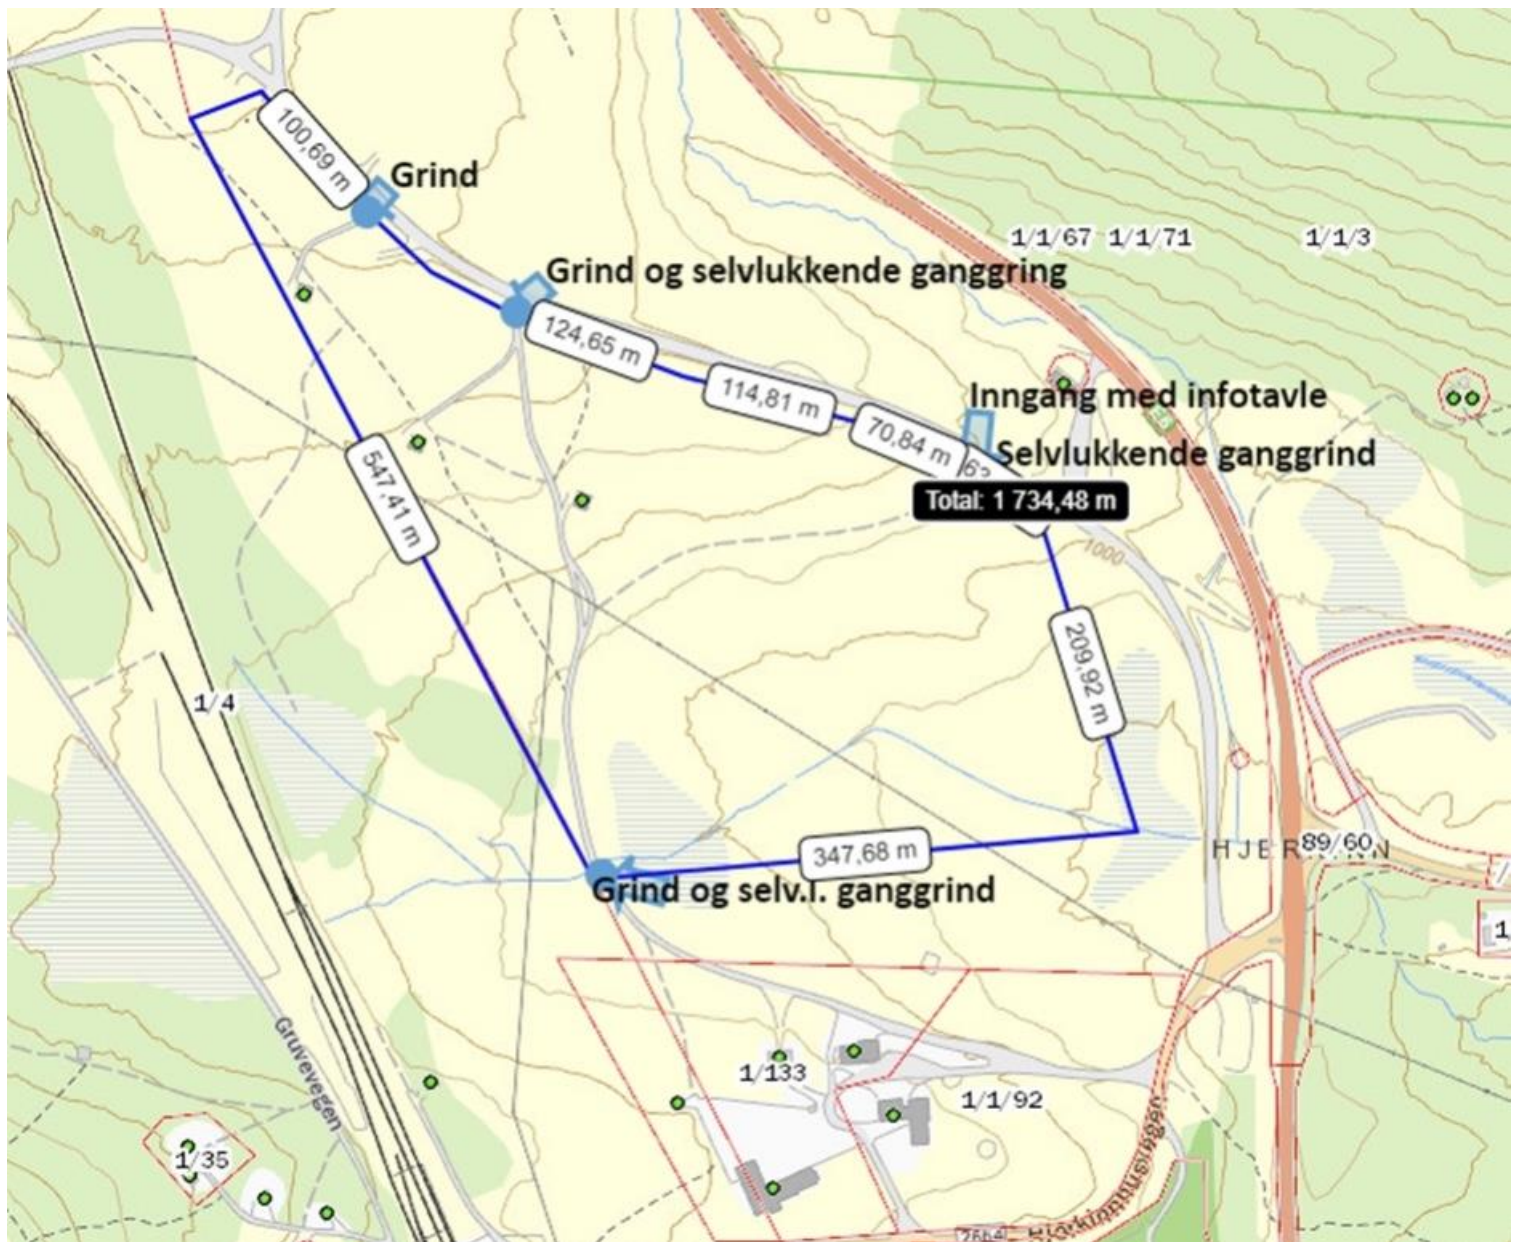 100,69 m
Grind
1/1/67 1/1/71 1/1/3
Grind og selvlukkende ganggring
124,65 m
114,81 m
Inngang med infotavle
70,84 m
Selvlukkende ganggrind
Total: 1 734,48 m
547,41 m
1000
209,92 m
1/4
347,68 m
89/60
Grind og selv.l. ganggrind
Gruvevegen
1/133
1/1/92
1/35